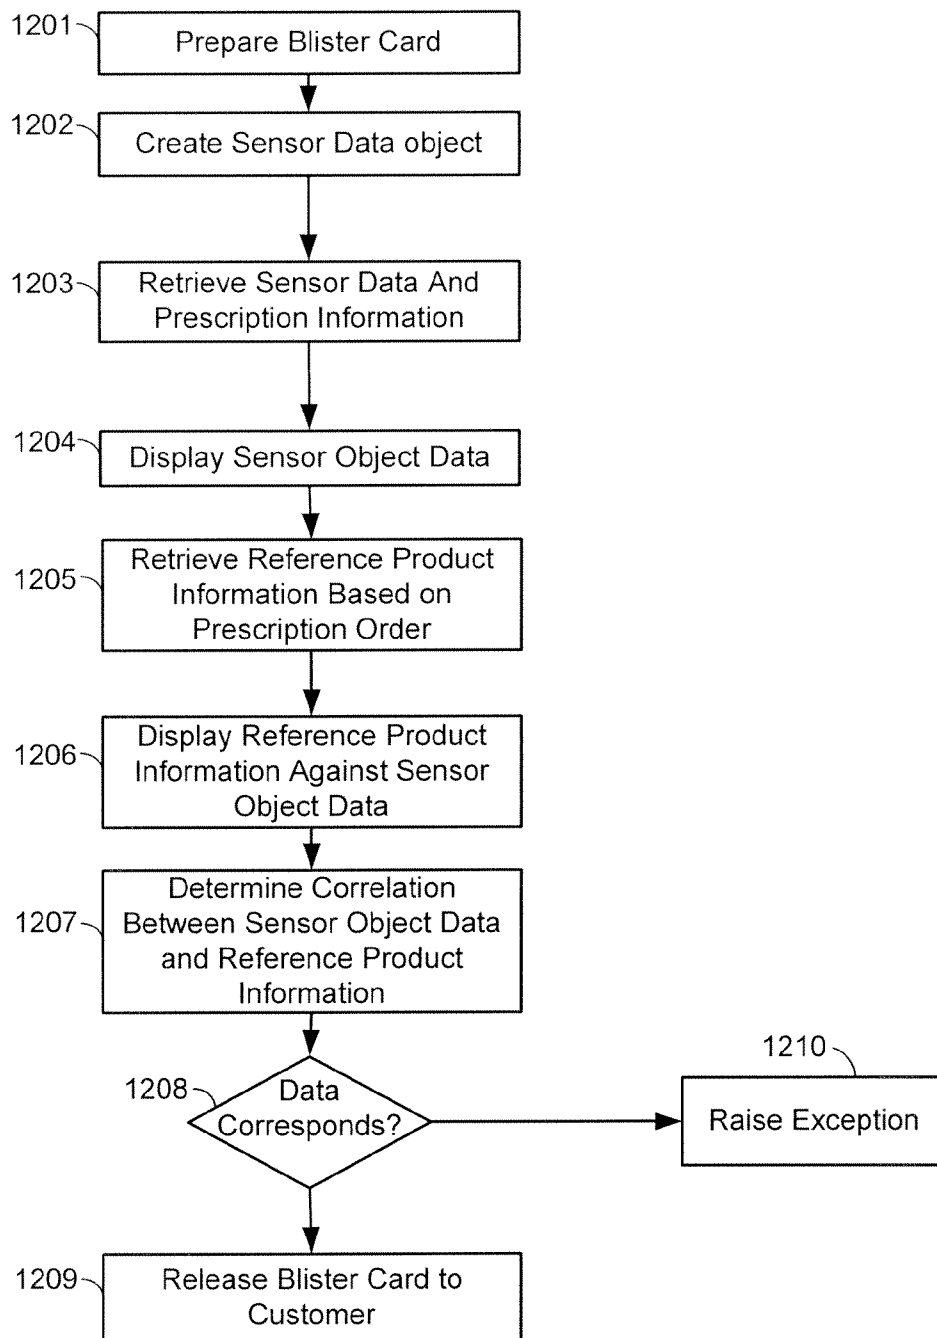 1201
Prepare Blister Card
1202
Create Sensor Data object
1203
Retrieve Sensor Data And
Prescription Information
1204
Display Sensor Object Data
1205
Retrieve Reference Product
Information Based on
Prescription Order
1206
Display Reference Product
Information Against Sensor
Object Data
1207
Determine Correlation
Between Sensor Object Data
and Reference Product
Information
1208
Data
Corresponds?
1210
Raise Exception
1209
Release Blister Card to
Customer